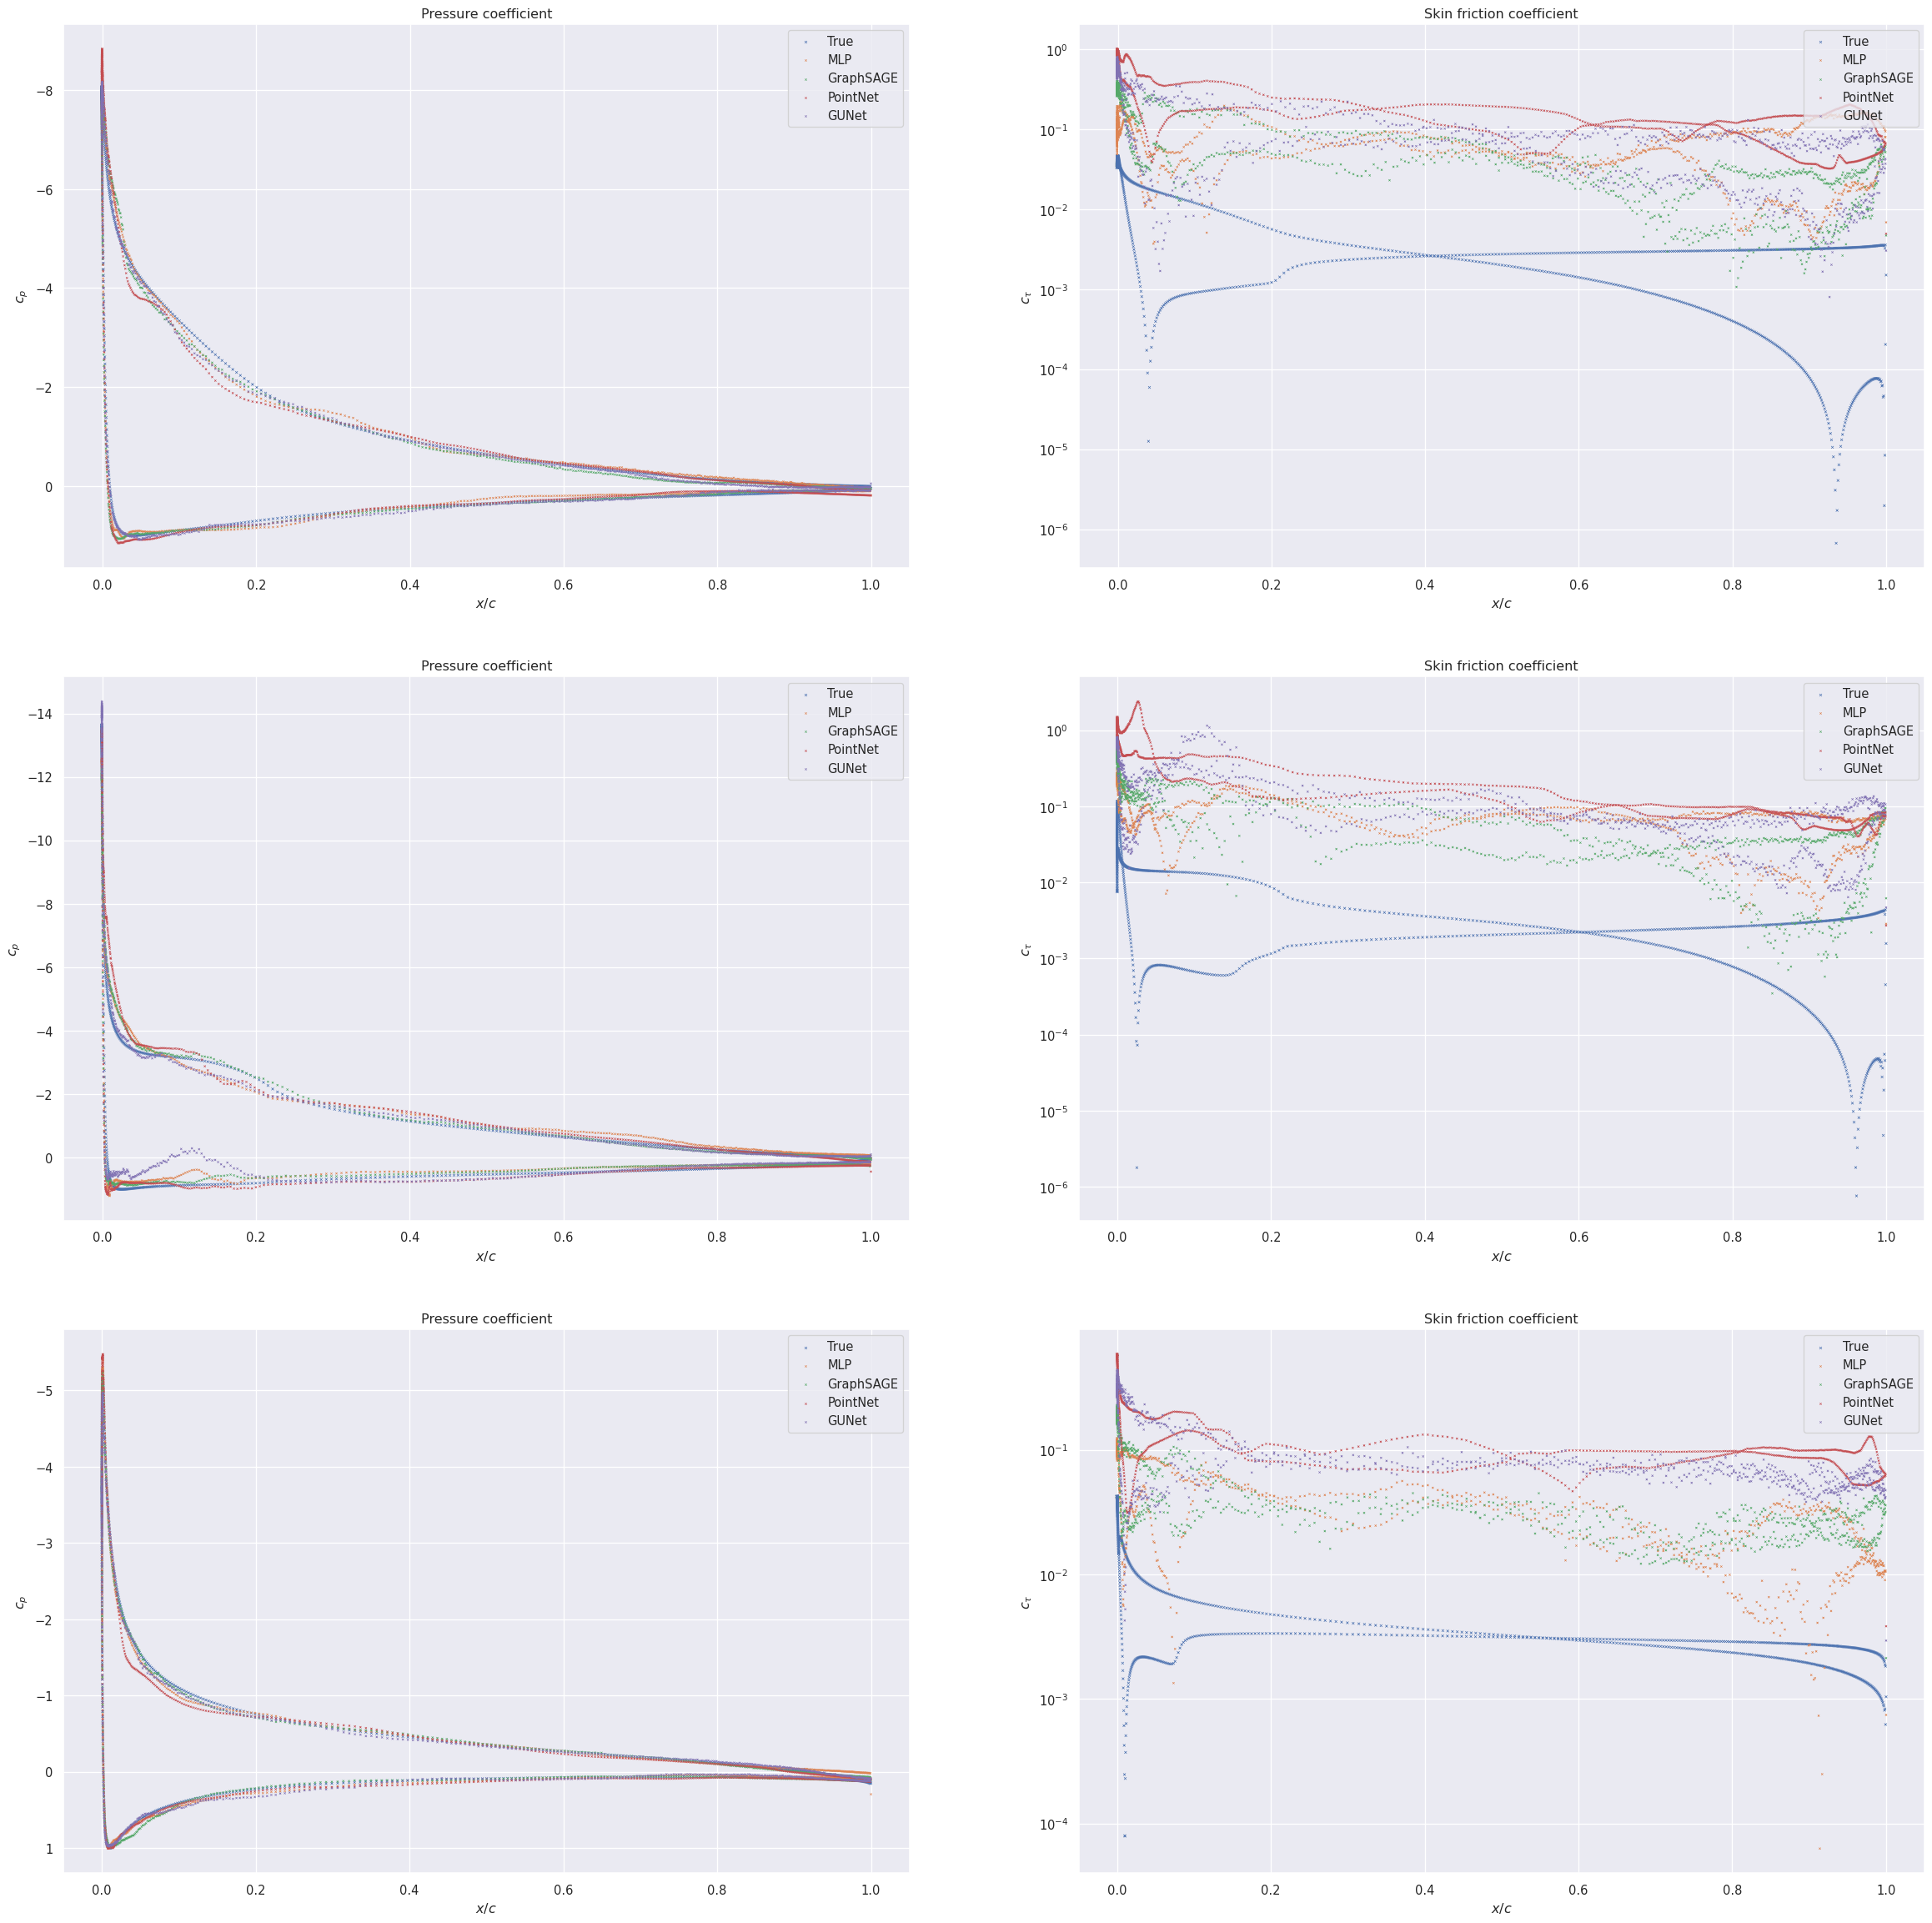 Pressure coefficient
−8
−6
−4
−2
0
c_p
0.0 0.2 0.4 0.6 0.8 1.0
x/c
True
MLP
GraphSAGE
PointNet
GUNet
Skin friction coefficient
10^0
10^-1
10^-2
10^-3
10^-4
10^-5
10^-6
c_τ
0.0 0.2 0.4 0.6 0.8 1.0
x/c
True
MLP
GraphSAGE
PointNet
GUNet
Pressure coefficient
−14
−12
−10
−8
−6
−4
−2
0
c_p
0.0 0.2 0.4 0.6 0.8 1.0
x/c
True
MLP
GraphSAGE
PointNet
GUNet
Skin friction coefficient
10^0
10^-1
10^-2
10^-3
10^-4
10^-5
10^-6
c_τ
0.0 0.2 0.4 0.6 0.8 1.0
x/c
True
MLP
GraphSAGE
PointNet
GUNet
Pressure coefficient
−5
−4
−3
−2
−1
0
1
c_p
0.0 0.2 0.4 0.6 0.8 1.0
x/c
True
MLP
GraphSAGE
PointNet
GUNet
Skin friction coefficient
10^-1
10^-2
10^-3
10^-4
c_τ
0.0 0.2 0.4 0.6 0.8 1.0
x/c
True
MLP
GraphSAGE
PointNet
GUNet